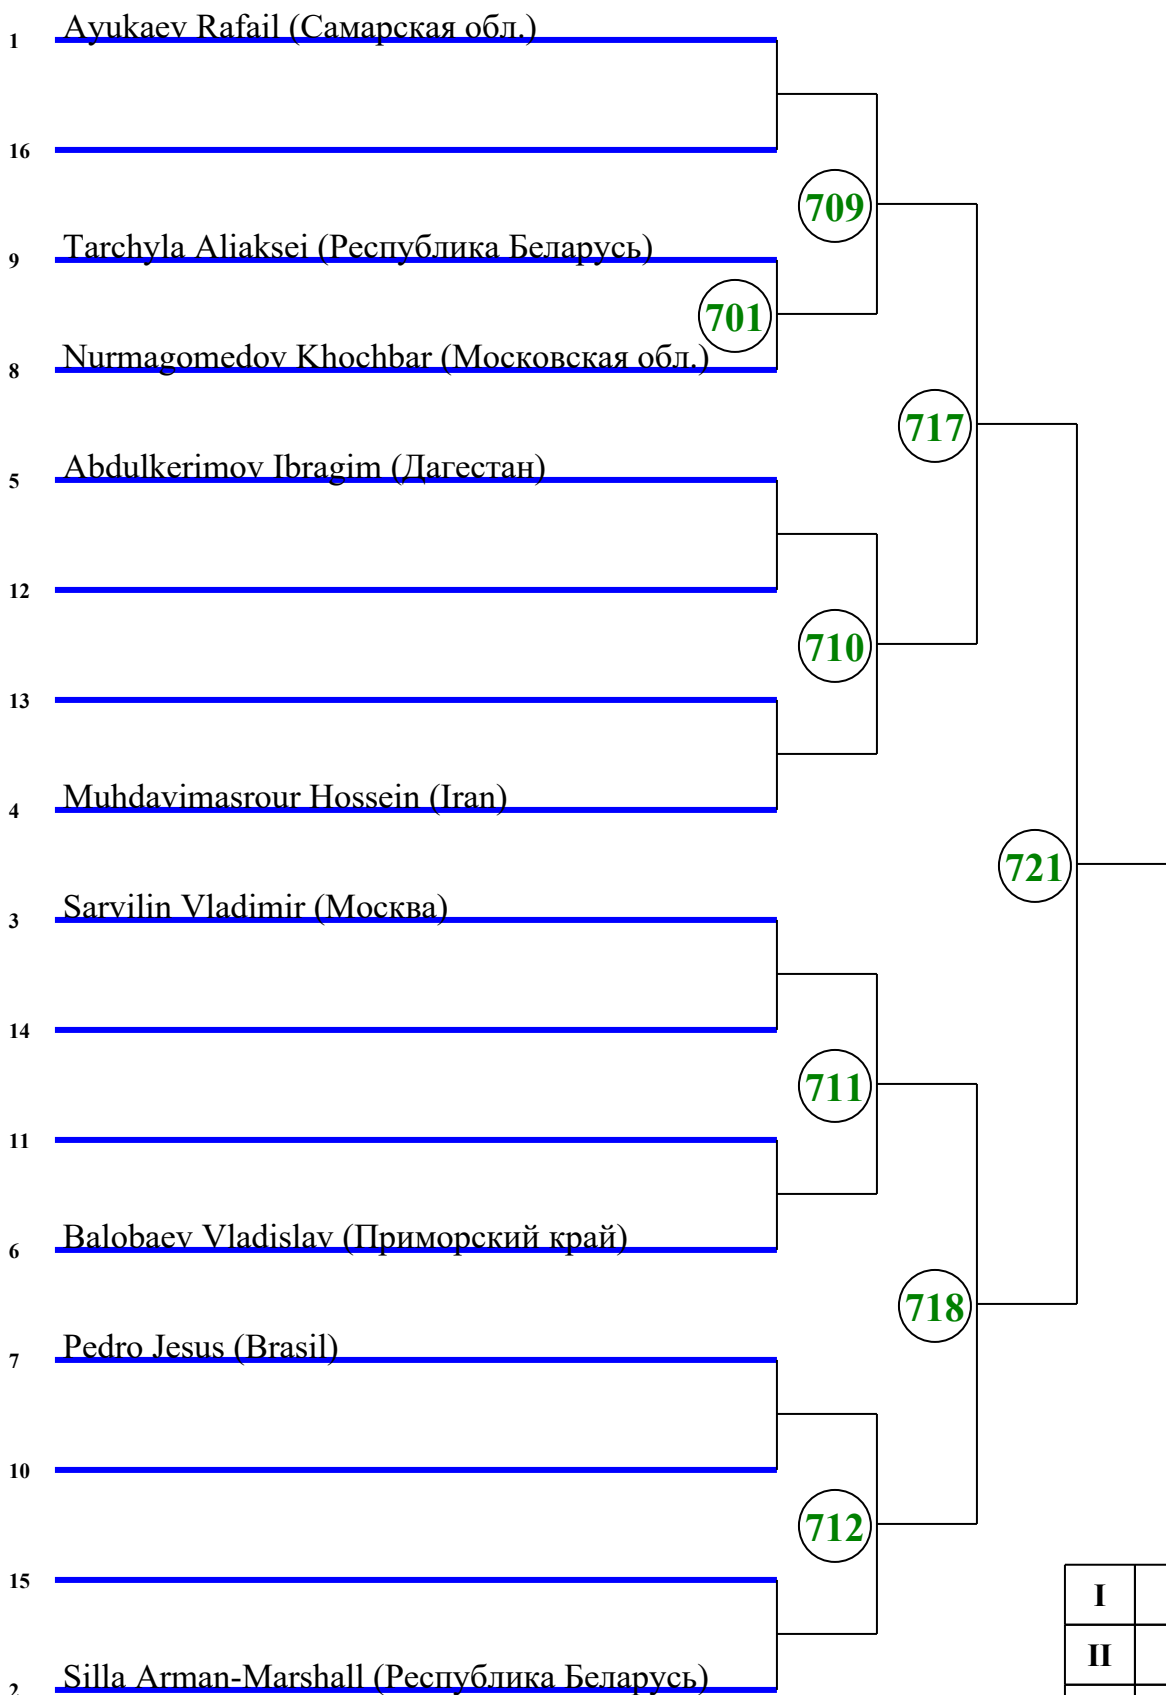 1 Ayukaev Rafail (Самарская обл.)
16
709
9 Tarchyla Aliaksei (Республика Беларусь)
701
8 Nurmagomedov Khochbar (Московская обл.)
717
5 Abdulkerimov Ibragim (Дагестан)
12
710
13
4 Muhdavimasrour Hossein (Iran)
721
3 Sarvilin Vladimir (Москва)
14
711
11
6 Balobaev Vladislav (Приморский край)
718
7 Pedro Jesus (Brasil)
10
712
15
I
II
2 Silla Arman-Marshall (Республика Беларусь)